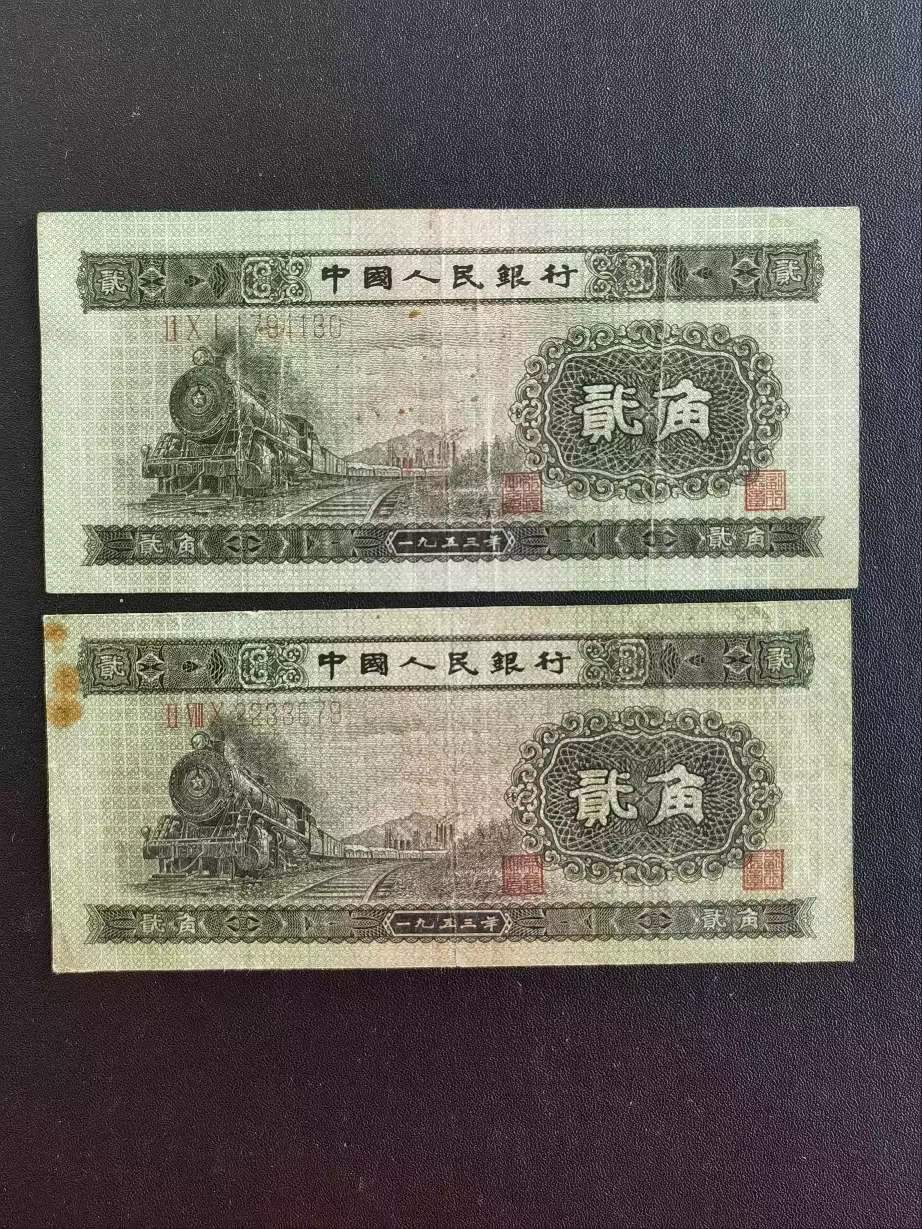 貳 中國人民銀行 貳
貳角
貳角 一九五三年 貳角
貳 中國人民銀行 貳
貳角
貳角 一九五三年 貳角